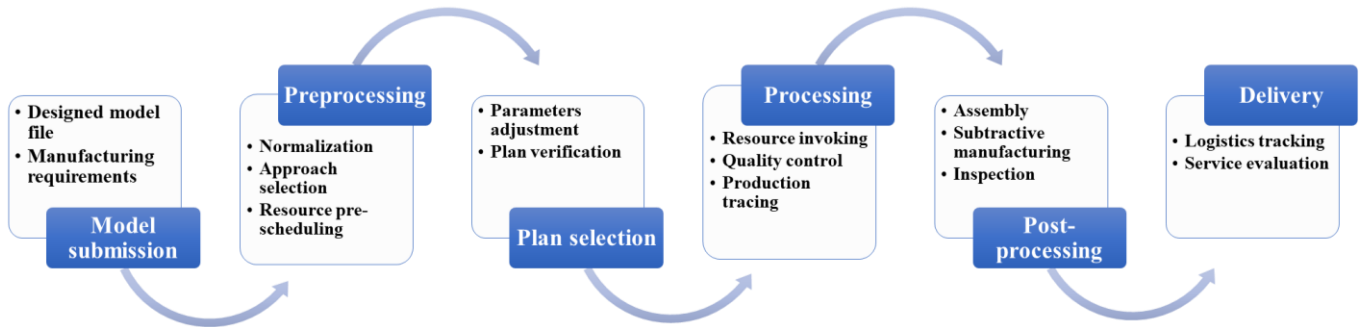 • Designed model
file
• Manufacturing
requirements
Model
submission
Preprocessing
• Normalization
• Approach
selection
• Resource pre-
scheduling
• Parameters
adjustment
• Plan verification
Plan selection
Processing
• Resource invoking
• Quality control
• Production
tracing
• Assembly
• Subtractive
manufacturing
• Inspection
Post-
processing
Delivery
• Logistics tracking
• Service evaluation